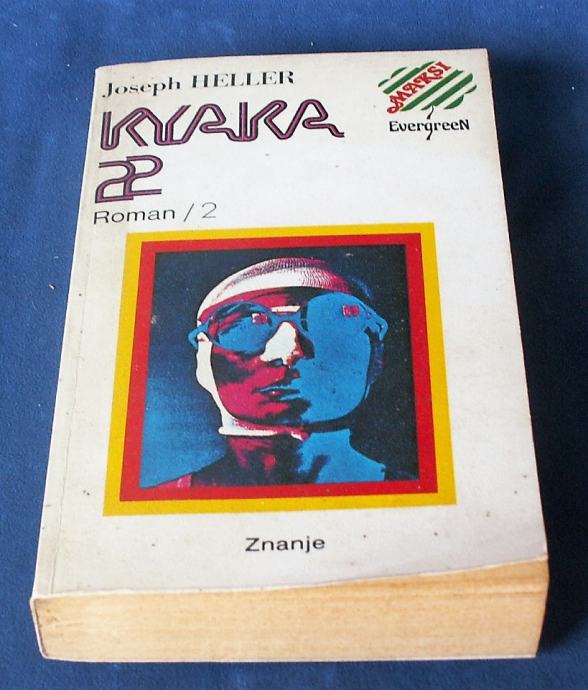 Joseph HELLER
KVAKA
22
Roman / 2
MAKSI
EvergreeN
Znanje